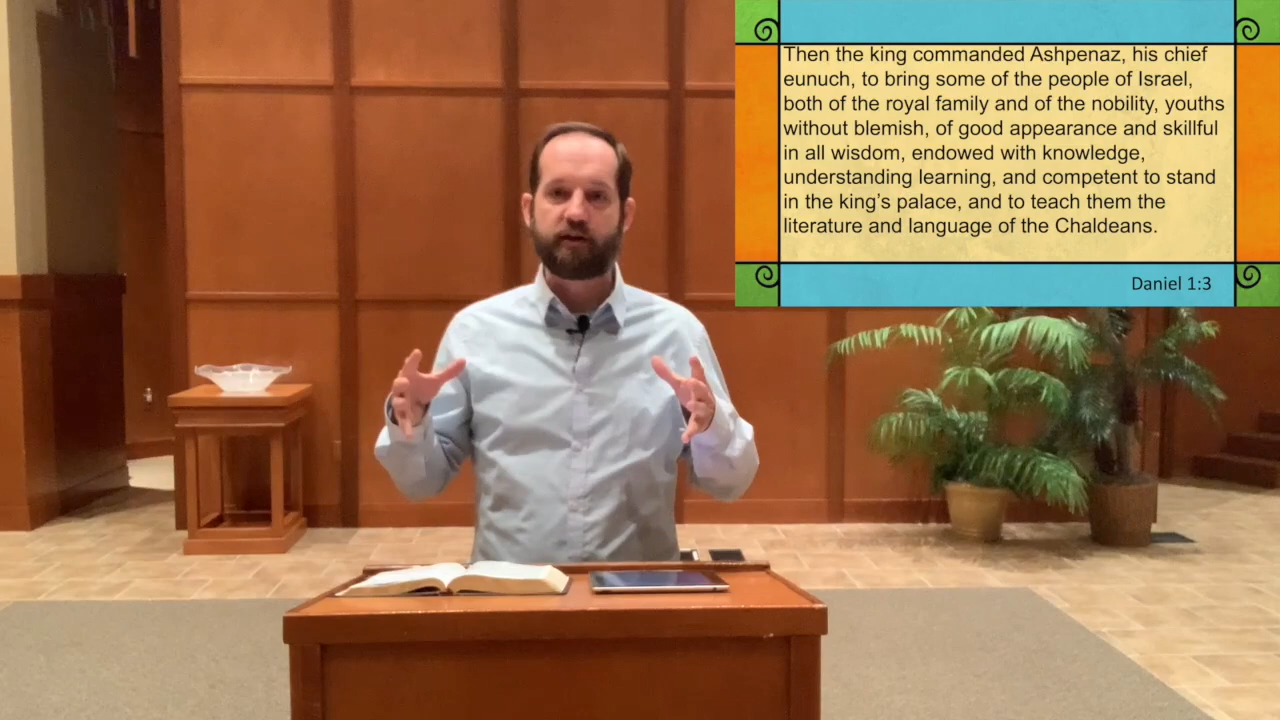 Then the king commanded Ashpenaz, his chief
eunuch, to bring some of the people of Israel,
both of the royal family and of the nobility, youths
without blemish, of good appearance and skillful
in all wisdom, endowed with knowledge,
understanding learning, and competent to stand
in the king’s palace, and to teach them the
literature and language of the Chaldeans.
Daniel 1:3